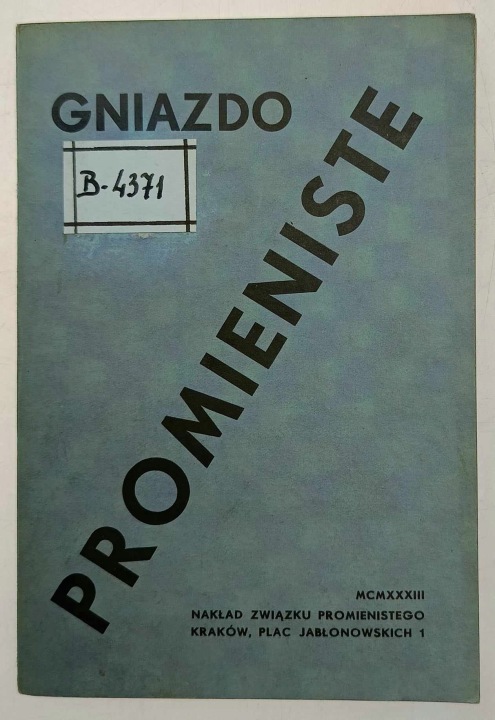 GNIAZDO
B-4371
PROMIENISTE
MCMXXXIII
NAKŁAD ZWIĄZKU PROMIENISTEGO
KRAKÓW, PLAC JABŁONOWSKICH 1